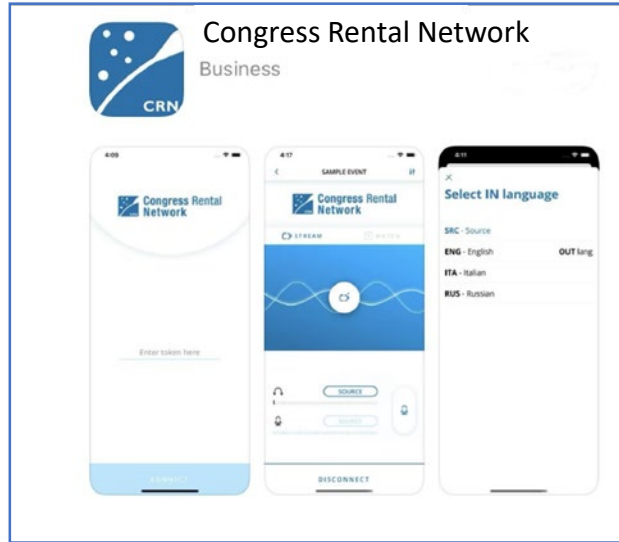 Congress Rental Network
Business
CRN
4:09
Congress Rental
Network
Enter token here
CONNECT
4:17
SAMPLE EVENT
Congress Rental
Network
STREAM
WATCH
SOURCE
SOURCE
DISCONNECT
4:11
Select IN language
SRC - Source
ENG - English OUT lang
ITA - Italian
RUS - Russian